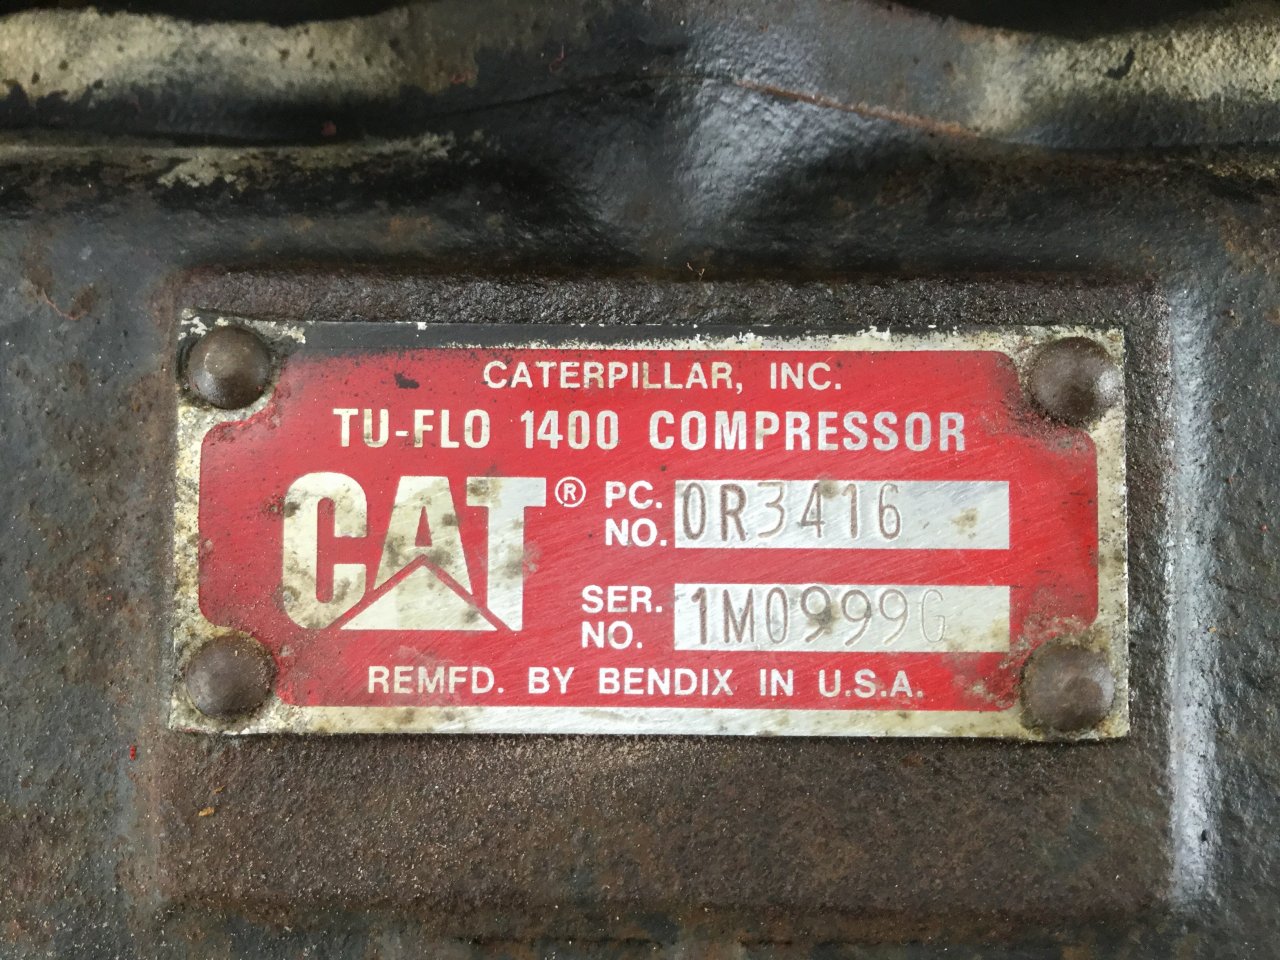 CATERPILLAR, INC.
TU-FLO 1400 COMPRESSOR
CAT® PC. NO. 0R3416
SER. NO. 1M0999G
REMFD. BY BENDIX IN U.S.A.